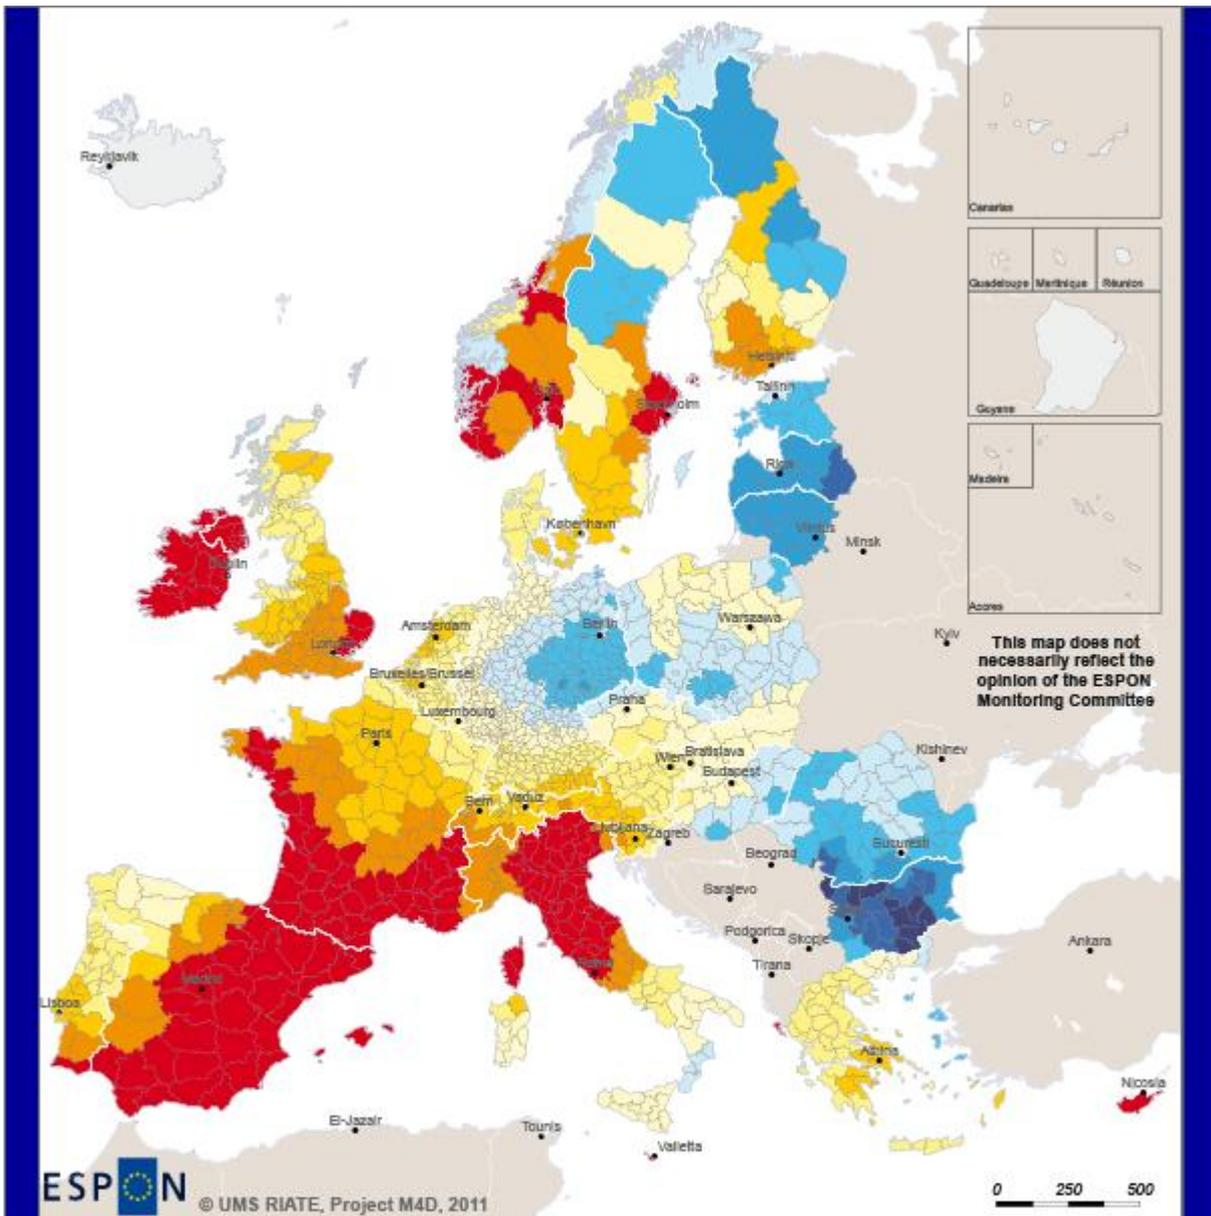 Reykjavik
Canarias
Guadeloupe
Martinique
Réunion
Guyane
Madeira
Acores
This map does not
necessarily reflect the
opinion of the ESPON
Monitoring Committee
Helsinki
Tallinn
Stockholm
Riga
Vilnius
Minsk
København
Dublin
Amsterdam
Berlin
Warszawa
Kyiv
London
Bruxelles/Brussel
Luxembourg
Praha
Paris
Wien
Bratislava
Budapest
Kishinev
Bern
Vaduz
Ljubljana
Zagreb
Beograd
Bucuresti
Sarajevo
Podgorica
Skopje
Tirana
Ankara
Roma
Madrid
Lisboa
Athina
Nicosia
El-Jazair
Tounis
Valletta
ESPON
© UMS RIATE, Project M4D, 2011
0 250 500